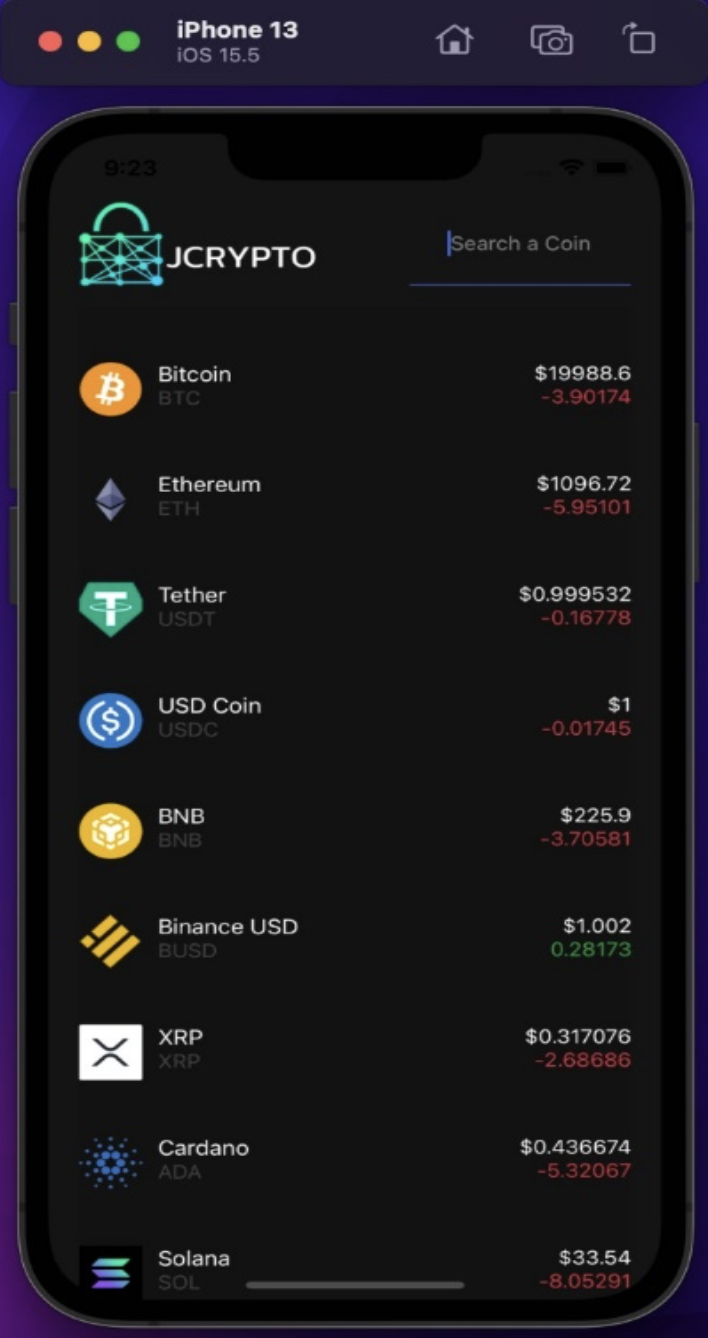 iPhone 13
iOS 15.5
9:23
JCRYPTO
Search a Coin
Bitcoin $19988.6
BTC -3.90174
Ethereum $1096.72
ETH -5.95101
Tether $0.999532
USDT -0.16778
USD Coin $1
USDC -0.01745
BNB $225.9
BNB -3.70581
Binance USD $1.002
BUSD 0.28173
XRP $0.317076
XRP -2.68686
Cardano $0.436674
ADA -5.32067
Solana $33.54
SOL -8.05291